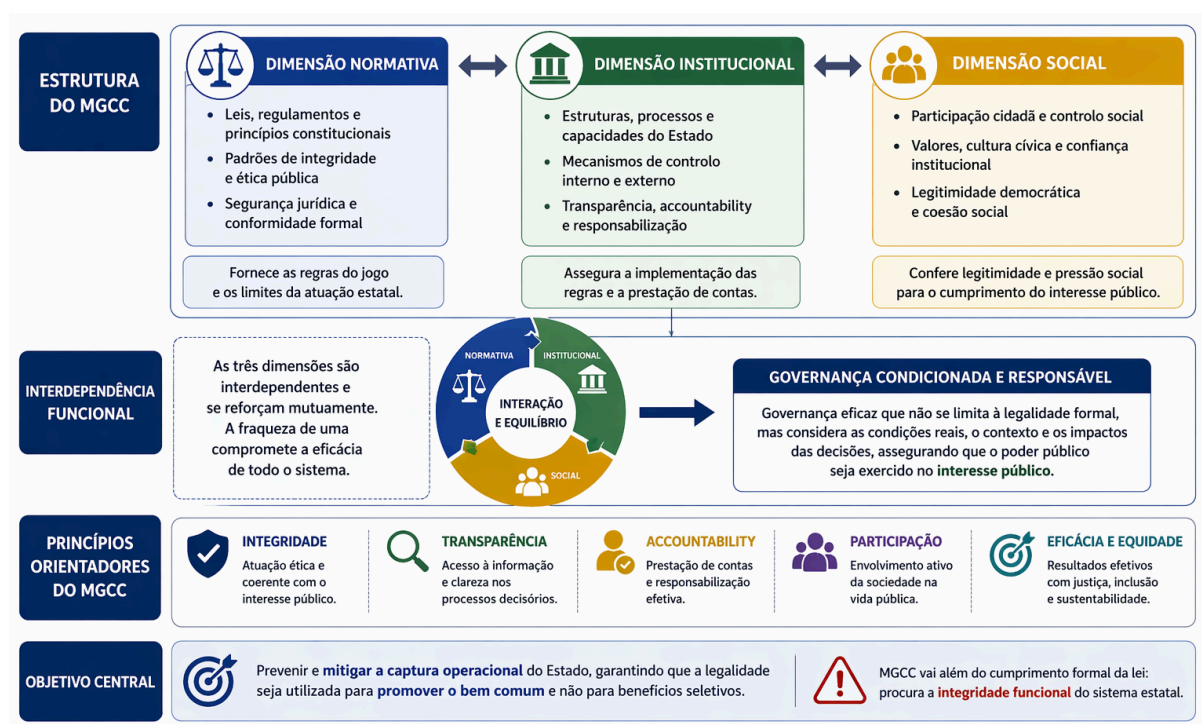 ESTRUTURA
DO MGCC
DIMENSÃO NORMATIVA
• Leis, regulamentos e
princípios constitucionais
• Padrões de integridade
e ética pública
• Segurança jurídica e
conformidade formal
Fornece as regras do jogo
e os limites da atuação estatal.
DIMENSÃO INSTITUCIONAL
• Estruturas, processos e
capacidades do Estado
• Mecanismos de controlo
interno e externo
• Transparência, accountability
e responsabilização
Assegura a implementação das
regras e a prestação de contas.
DIMENSÃO SOCIAL
• Participação cidadã e controlo social
• Valores, cultura cívica e confiança
institucional
• Legitimidade democrática
e coesão social
Confere legitimidade e pressão social
para o cumprimento do interesse público.
INTERDEPENDÊNCIA
FUNCIONAL
As três dimensões são
interdependentes e
se reforçam mutuamente.
A fraqueza de uma
compromete a eficácia
de todo o sistema.
NORMATIVA
INSTITUCIONAL
INTERAÇÃO
E EQUILÍBRIO
SOCIAL
GOVERNANÇA CONDICIONADA E RESPONSÁVEL
Governança eficaz que não se limita à legalidade formal,
mas considera as condições reais, o contexto e os impactos
das decisões, assegurando que o poder público
seja exercido no interesse público.
PRINCÍPIOS
ORIENTADORES
DO MGCC
INTEGRIDADE
Atuação ética e
coerente com o
interesse público.
TRANSPARÊNCIA
Acesso à informação
e clareza nos
processos decisórios.
ACCOUNTABILITY
Prestação de contas
e responsabilização
efetiva.
PARTICIPAÇÃO
Envolvimento ativo
da sociedade na
vida pública.
EFICÁCIA E EQUIDADE
Resultados efetivos
com justiça, inclusão
e sustentabilidade.
OBJETIVO CENTRAL
Prevenir e mitigar a captura operacional do Estado, garantindo que a legalidade
seja utilizada para promover o bem comum e não para benefícios seletivos.
MGCC vai além do cumprimento formal da lei:
procura a integridade funcional do sistema estatal.